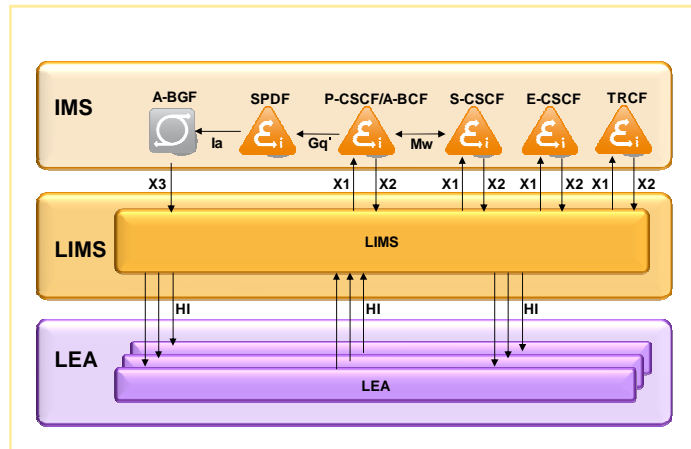 A-BGF SPDF P-CSCF/A-BCF S-CSCF E-CSCF TRCF
IMS
i i i i i
Ia Gq' Mw
X3 X1 X2 X1 X2 X1 X2 X1 X2
LIMS
LIMS
HI HI HI
LEA
LEA